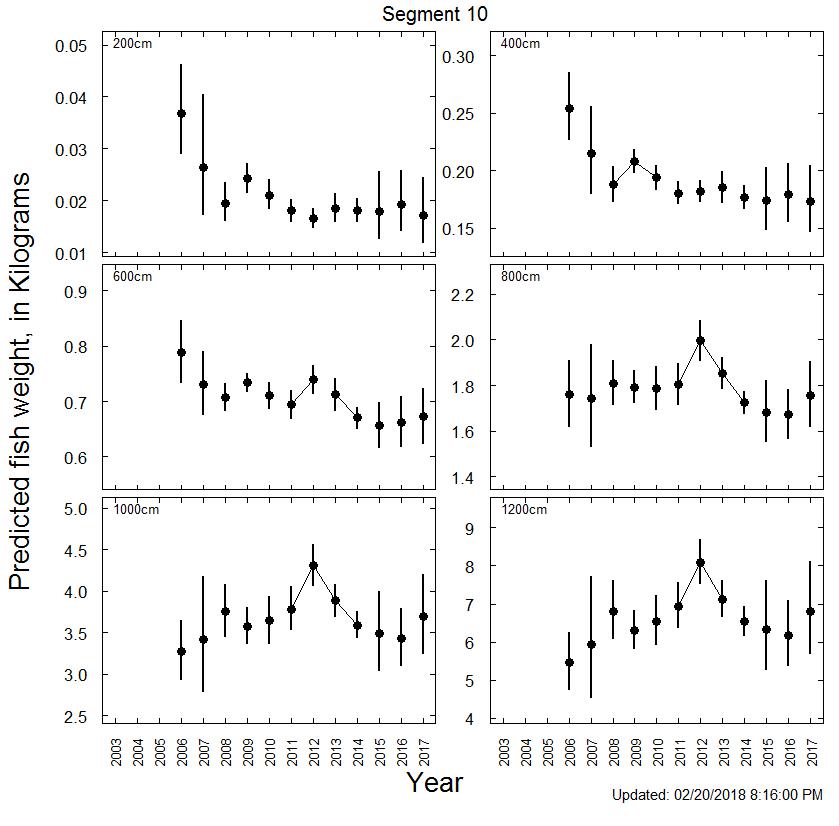 Segment 10
200cm
400cm
0.05
0.04
0.03
0.02
0.01
0.30
0.25
0.20
0.15
600cm
800cm
0.9
0.8
0.7
0.6
2.2
2.0
1.8
1.6
1.4
1000cm
1200cm
5.0
4.5
4.0
3.5
3.0
2.5
9
8
7
6
5
4
Predicted fish weight, in Kilograms
2003 2004 2005 2006 2007 2008 2009 2010 2011 2012 2013 2014 2015 2016 2017
2003 2004 2005 2006 2007 2008 2009 2010 2011 2012 2013 2014 2015 2016 2017
Year
Updated: 02/20/2018 8:16:00 PM